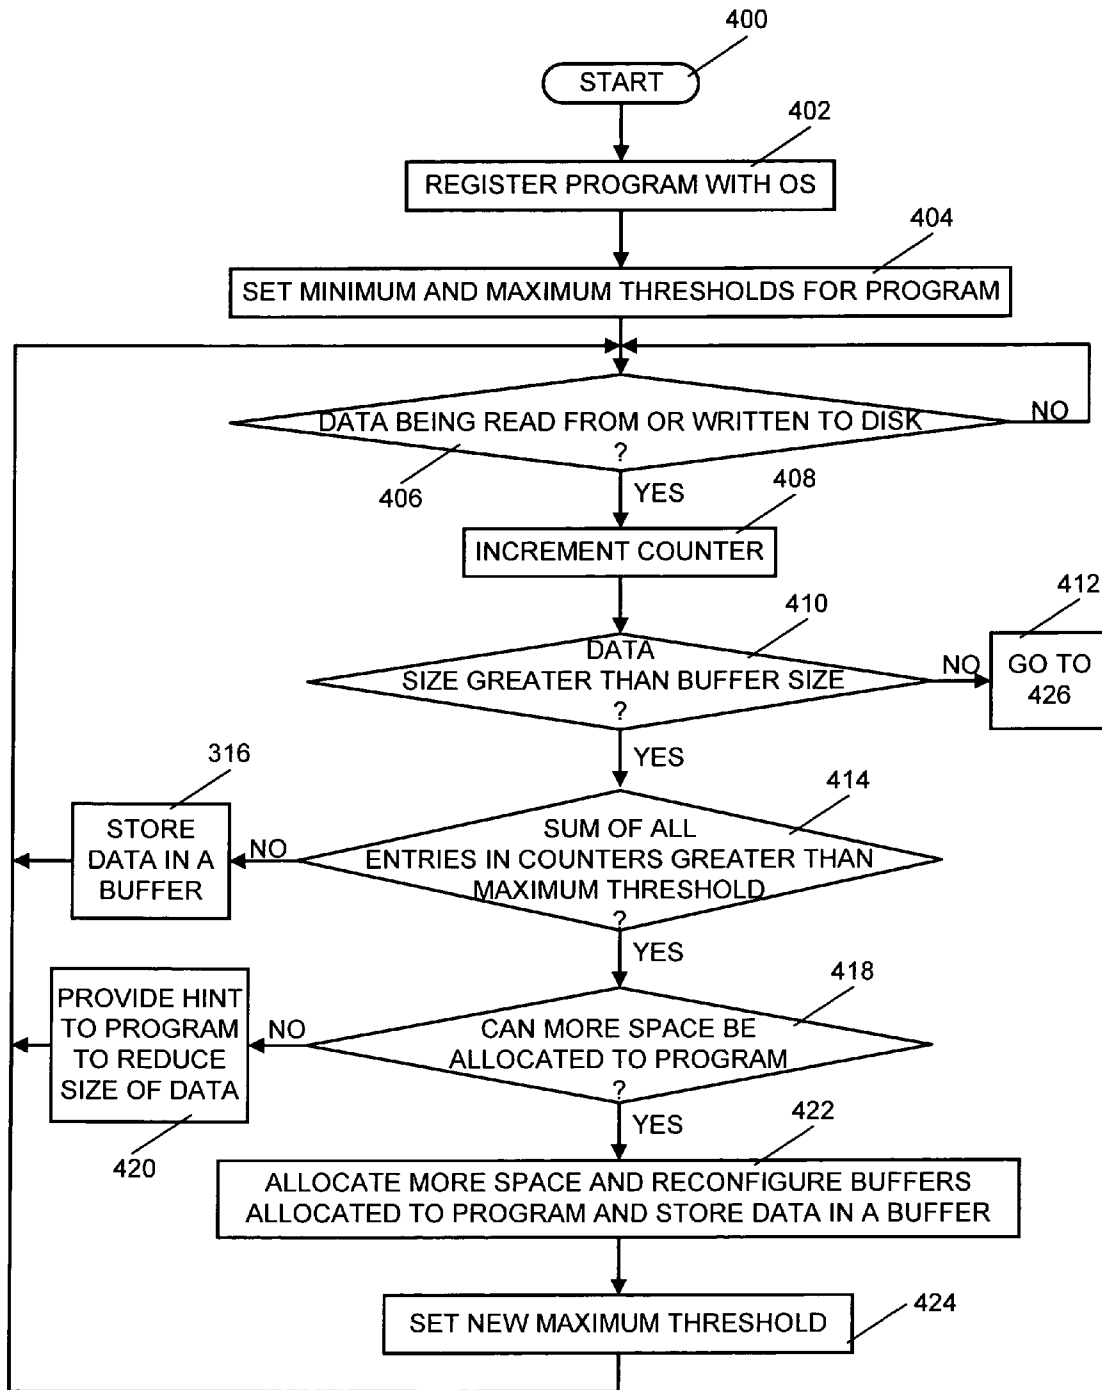 400
START
402
REGISTER PROGRAM WITH OS
404
SET MINIMUM AND MAXIMUM THRESHOLDS FOR PROGRAM
DATA BEING READ FROM OR WRITTEN TO DISK
?
NO
406
YES
408
INCREMENT COUNTER
410
412
DATA
SIZE GREATER THAN BUFFER SIZE
?
NO
GO TO
426
YES
316
414
STORE
DATA IN A
BUFFER
NO
SUM OF ALL
ENTRIES IN COUNTERS GREATER THAN
MAXIMUM THRESHOLD
?
YES
418
PROVIDE HINT
TO PROGRAM
TO REDUCE
SIZE OF DATA
NO
CAN MORE SPACE BE
ALLOCATED TO PROGRAM
?
420
YES
422
ALLOCATE MORE SPACE AND RECONFIGURE BUFFERS
ALLOCATED TO PROGRAM AND STORE DATA IN A BUFFER
SET NEW MAXIMUM THRESHOLD
424